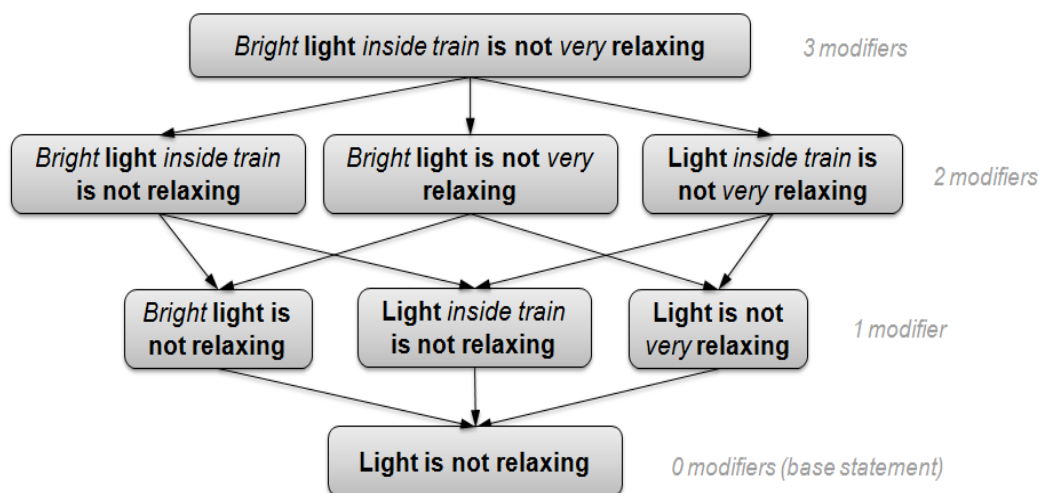 Bright light inside train is not very relaxing
3 modifiers
Bright light inside train
is not relaxing
Bright light is not very
relaxing
Light inside train is
not very relaxing
2 modifiers
Bright light is
not relaxing
Light inside train
is not relaxing
Light is not
very relaxing
1 modifier
Light is not relaxing
0 modifiers (base statement)